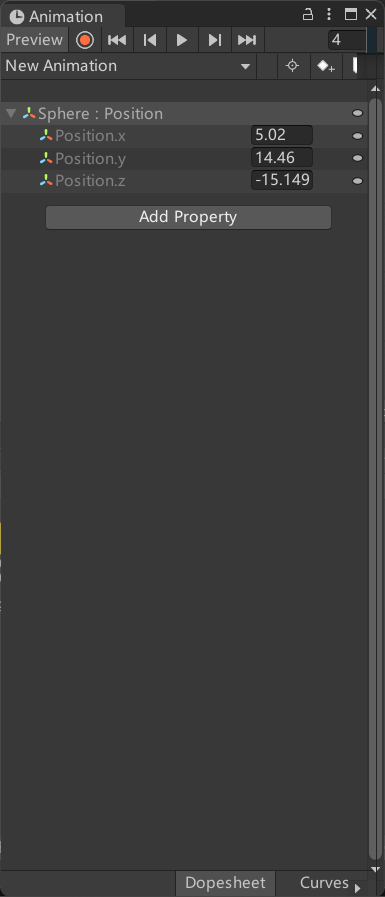 Animation
Preview 4
New Animation
Sphere : Position
Position.x 5.02
Position.y 14.46
Position.z -15.149
Add Property
Dopesheet Curves